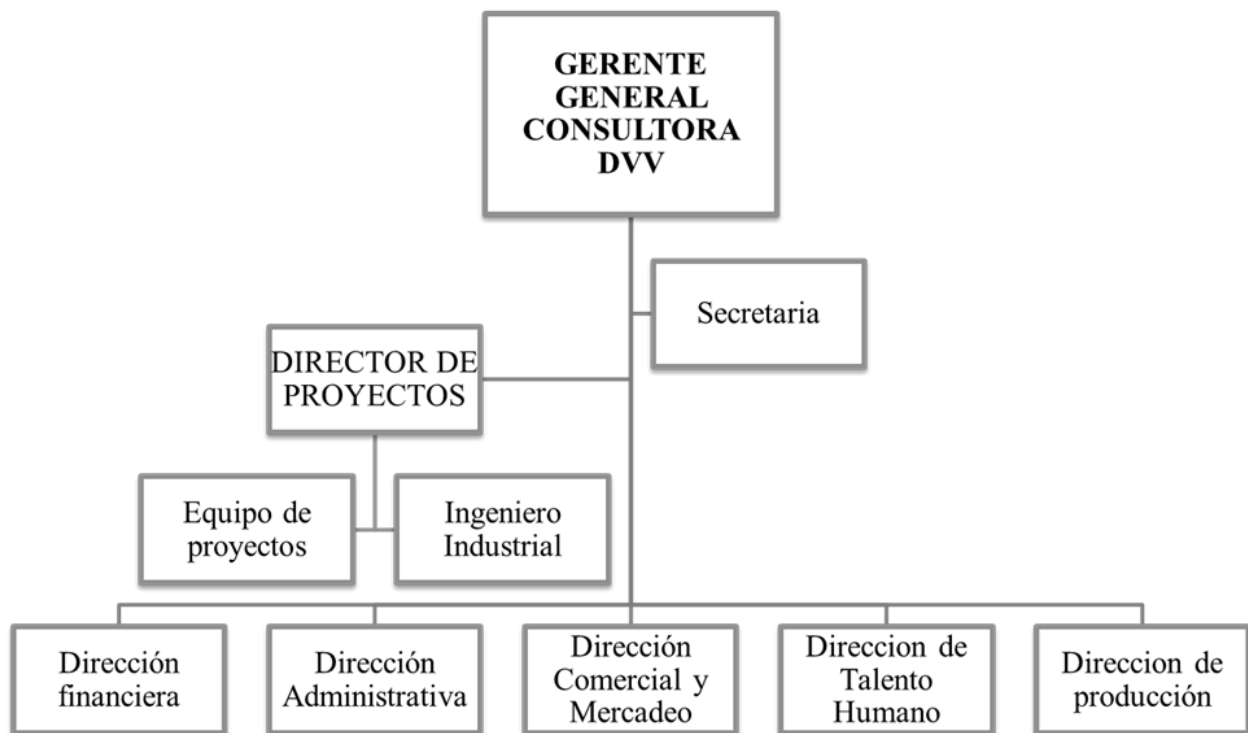 GERENTE
GENERAL
CONSULTORA
DVV
Secretaria
DIRECTOR DE
PROYECTOS
Equipo de
proyectos
Ingeniero
Industrial
Dirección
financiera
Dirección
Administrativa
Dirección
Comercial y
Mercadeo
Direccion de
Talento
Humano
Direccion de
producción